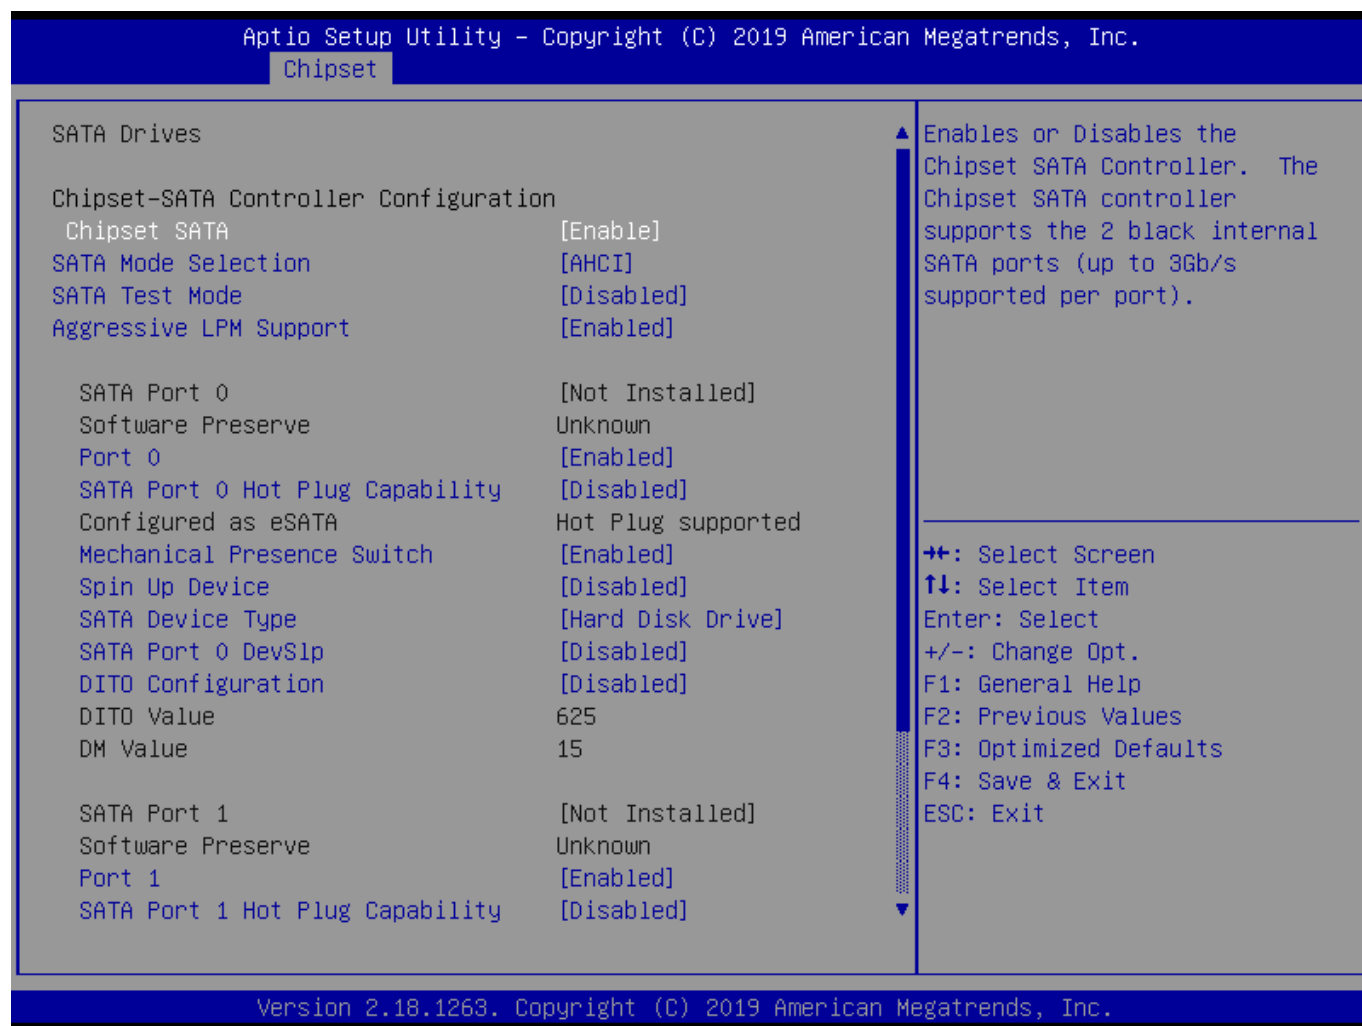 Aptio Setup Utility – Copyright (C) 2019 American Megatrends, Inc.
Chipset
SATA Drives
Chipset-SATA Controller Configuration
Chipset SATA [Enable]
SATA Mode Selection [AHCI]
SATA Test Mode [Disabled]
Aggressive LPM Support [Enabled]
SATA Port 0 [Not Installed]
Software Preserve Unknown
Port 0 [Enabled]
SATA Port 0 Hot Plug Capability [Disabled]
Configured as eSATA Hot Plug supported
Mechanical Presence Switch [Enabled]
Spin Up Device [Disabled]
SATA Device Type [Hard Disk Drive]
SATA Port 0 DevSlp [Disabled]
DITO Configuration [Disabled]
DITO Value 625
DM Value 15
SATA Port 1 [Not Installed]
Software Preserve Unknown
Port 1 [Enabled]
SATA Port 1 Hot Plug Capability [Disabled]
Enables or Disables the
Chipset SATA Controller. The
Chipset SATA controller
supports the 2 black internal
SATA ports (up to 3Gb/s
supported per port).
→←: Select Screen
↑↓: Select Item
Enter: Select
+/-: Change Opt.
F1: General Help
F2: Previous Values
F3: Optimized Defaults
F4: Save & Exit
ESC: Exit
Version 2.18.1263. Copyright (C) 2019 American Megatrends, Inc.